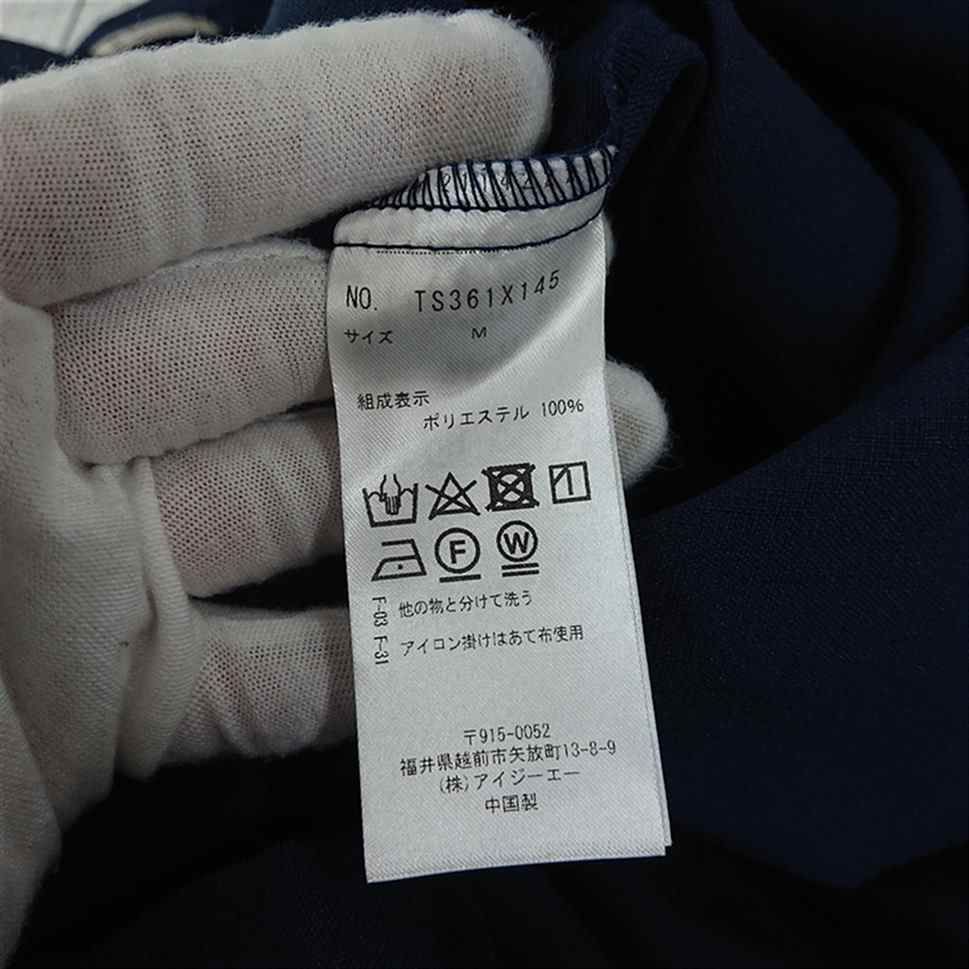 NO. TS361X145
サイズ M
組成表示
ポリエステル 100%
F
W
F-03 他の物と分けて洗う
F-31 アイロン掛けはあて布使用
〒915-0052
福井県越前市矢放町13-8-9
(株)アイジーエー
中国製